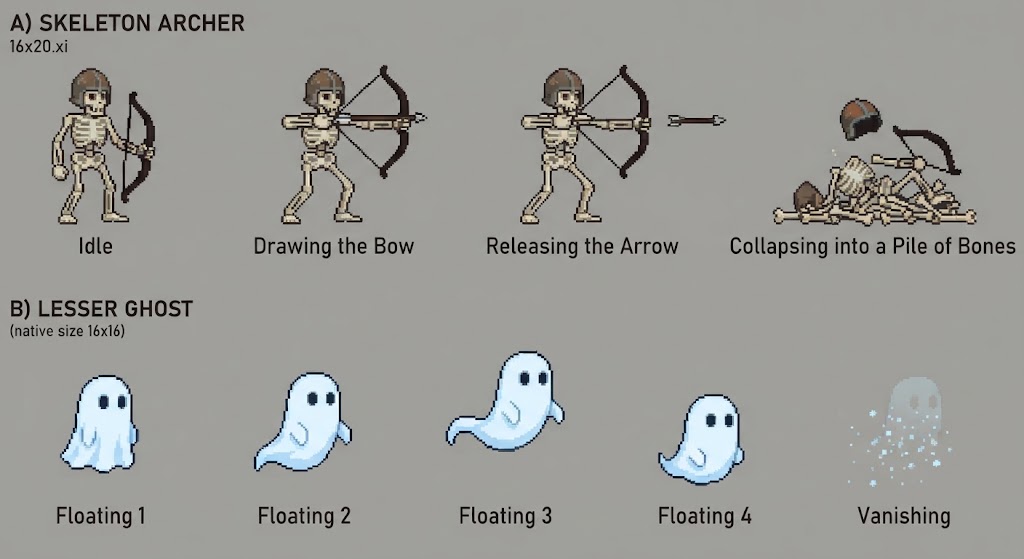 A) SKELETON ARCHER
16x20.xi
Idle
Drawing the Bow
Releasing the Arrow
Collapsing into a Pile of Bones
B) LESSER GHOST
(native size 16x16)
Floating 1
Floating 2
Floating 3
Floating 4
Vanishing